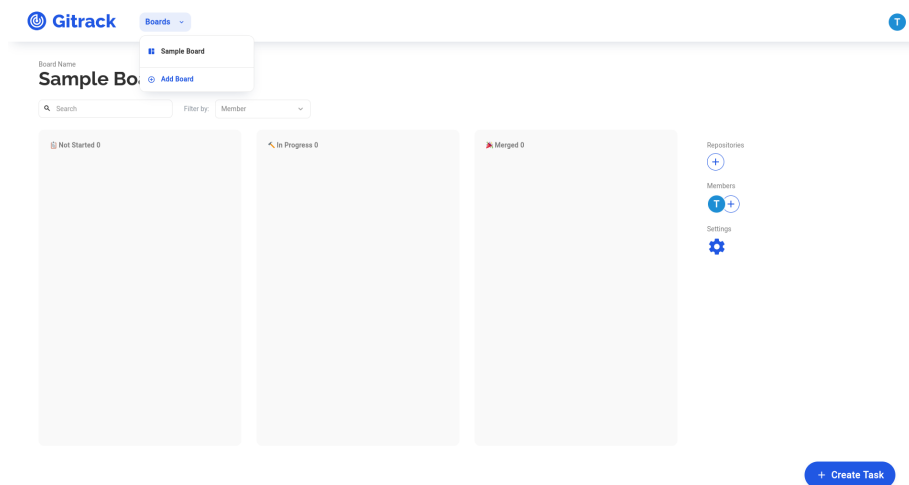 Gitrack
Boards
T
Sample Board
Add Board
Board Name
Sample Boa
Search
Filter by:
Member
Not Started 0
In Progress 0
Merged 0
Repositories
Members
T
Settings
+ Create Task